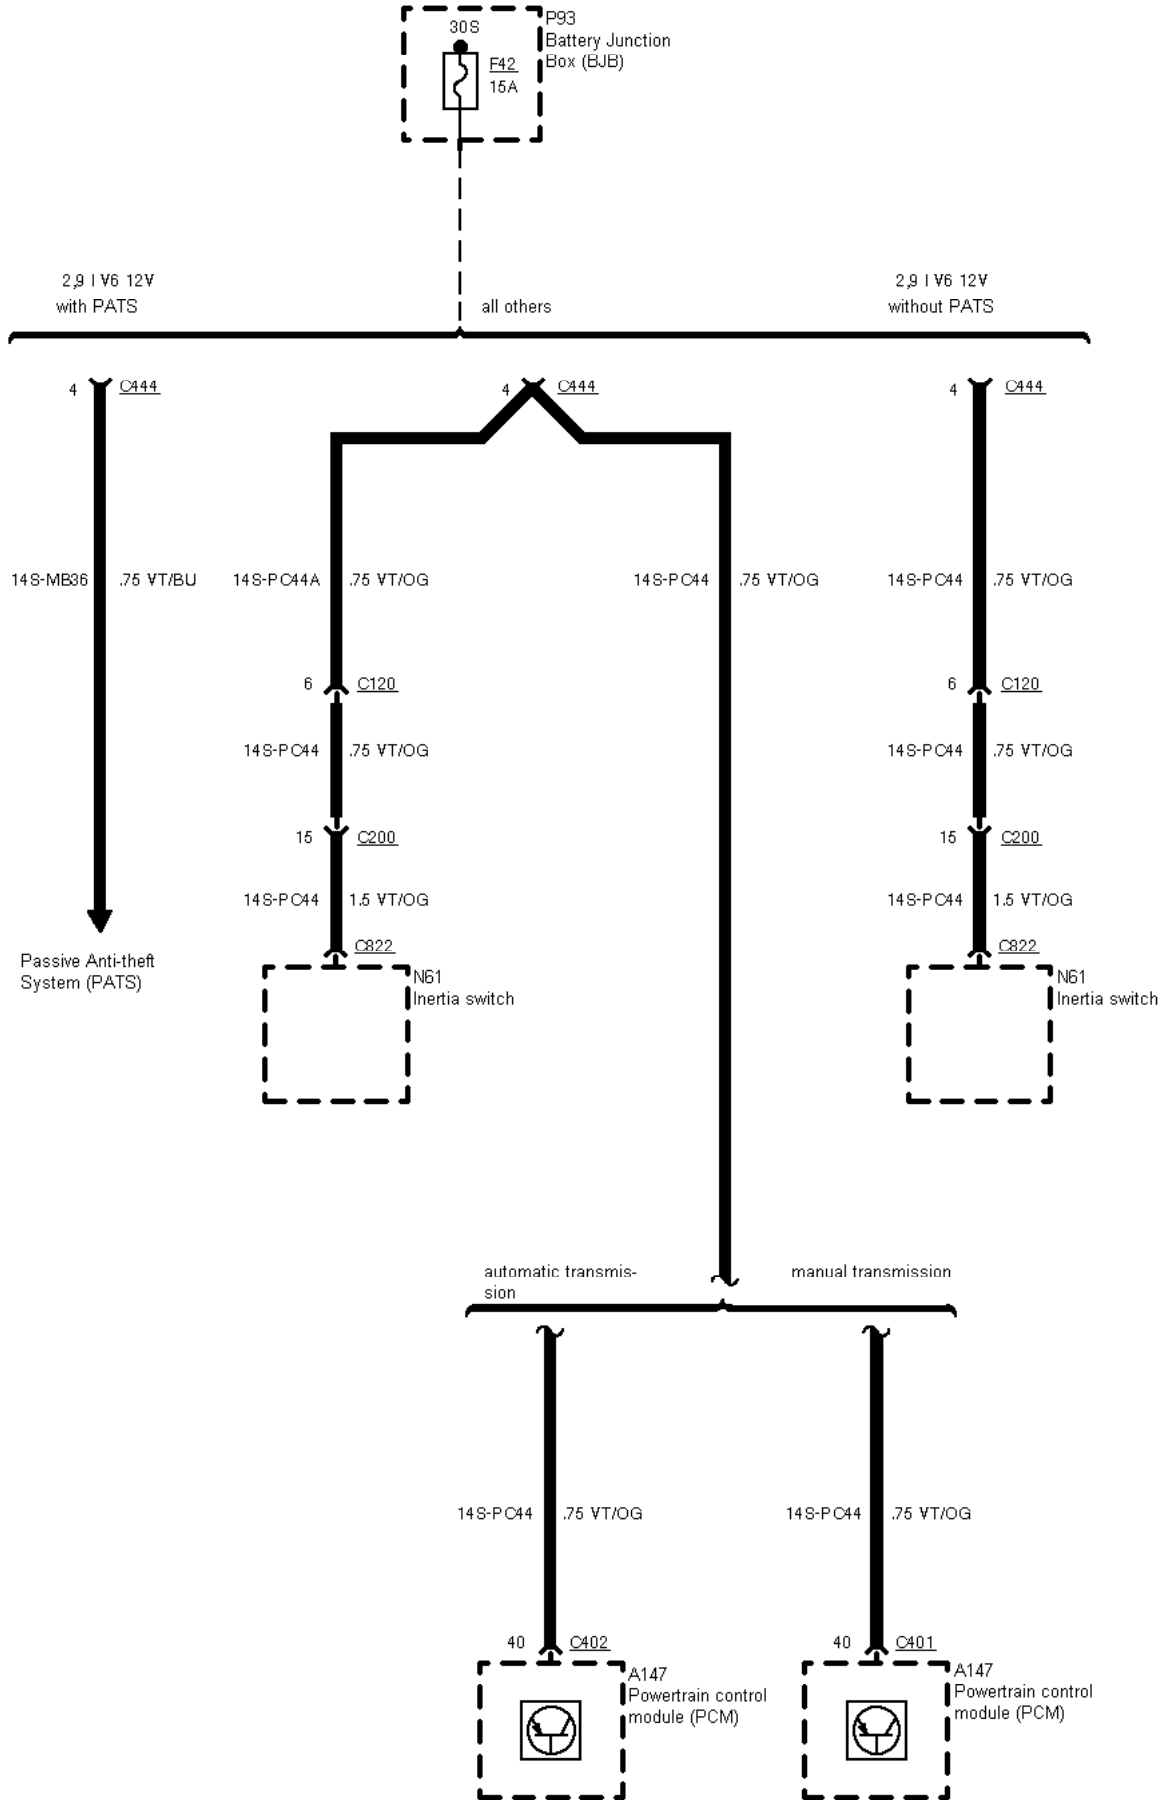 P93
Battery Junction
Box (BJB)
30S
F42
15A
2,9 l V6 12V
with PATS
all others
2,9 l V6 12V
without PATS
4 C444
4 C444
4 C444
14S-MB36 .75 VT/BU
14S-PC44A .75 VT/OG
14S-PC44 .75 VT/OG
14S-PC44 .75 VT/OG
6 C120
6 C120
14S-PC44 .75 VT/OG
14S-PC44 .75 VT/OG
15 C200
15 C200
14S-PC44 1.5 VT/OG
14S-PC44 1.5 VT/OG
C822
C822
Passive Anti-theft
System (PATS)
N61
Inertia switch
N61
Inertia switch
automatic transmis-
sion
manual transmission
14S-PC44 .75 VT/OG
14S-PC44 .75 VT/OG
40 C402
40 C401
A147
Powertrain control
module (PCM)
A147
Powertrain control
module (PCM)